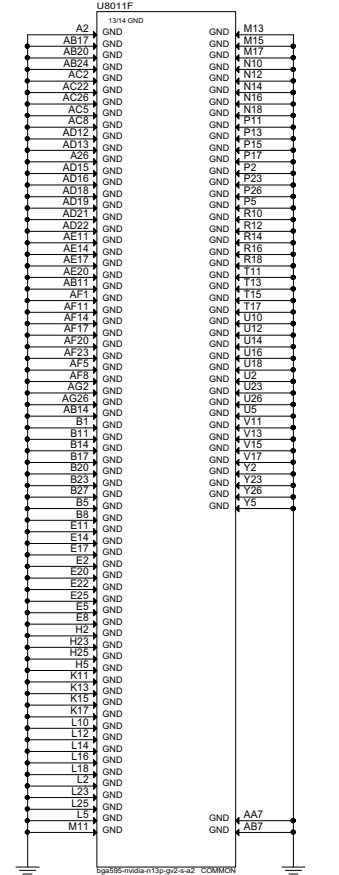 U8011F
13/14 GND
A2 GND GND M13
AB17 GND GND M15
AB20 GND GND M17
AB24 GND GND N10
AC2 GND GND N12
AC22 GND GND N14
AC26 GND GND N16
AC5 GND GND N18
AC8 GND GND P11
AD12 GND GND P13
AD13 GND GND P15
A26 GND GND P17
AD15 GND GND P2
AD16 GND GND P23
AD18 GND GND P26
AD19 GND GND P5
AD21 GND GND R10
AD22 GND GND R12
AE11 GND GND R14
AE14 GND GND R16
AE17 GND GND R18
AE20 GND GND T11
AB11 GND GND T13
AF1 GND GND T15
AF11 GND GND T17
AF14 GND GND U10
AF17 GND GND U12
AF20 GND GND U14
AF23 GND GND U16
AF5 GND GND U18
AF8 GND GND U2
AG2 GND GND U23
AG26 GND GND U26
AB14 GND GND U5
B1 GND GND V11
B11 GND GND V13
B14 GND GND V15
B17 GND GND V17
B20 GND GND Y2
B23 GND GND Y23
B27 GND GND Y26
B5 GND GND Y5
B8 GND
E11 GND
E14 GND
E17 GND
E2 GND
E20 GND
E22 GND
E25 GND
E5 GND
E8 GND
H2 GND
H23 GND
H25 GND
H5 GND
K11 GND
K13 GND
K15 GND
K17 GND
L10 GND
L12 GND
L14 GND
L16 GND
L18 GND
L2 GND
L23 GND
L25 GND
L5 GND GND AA7
M11 GND GND AB7
bga595-nvidia-n13p-gv2-s-a2 COMMON